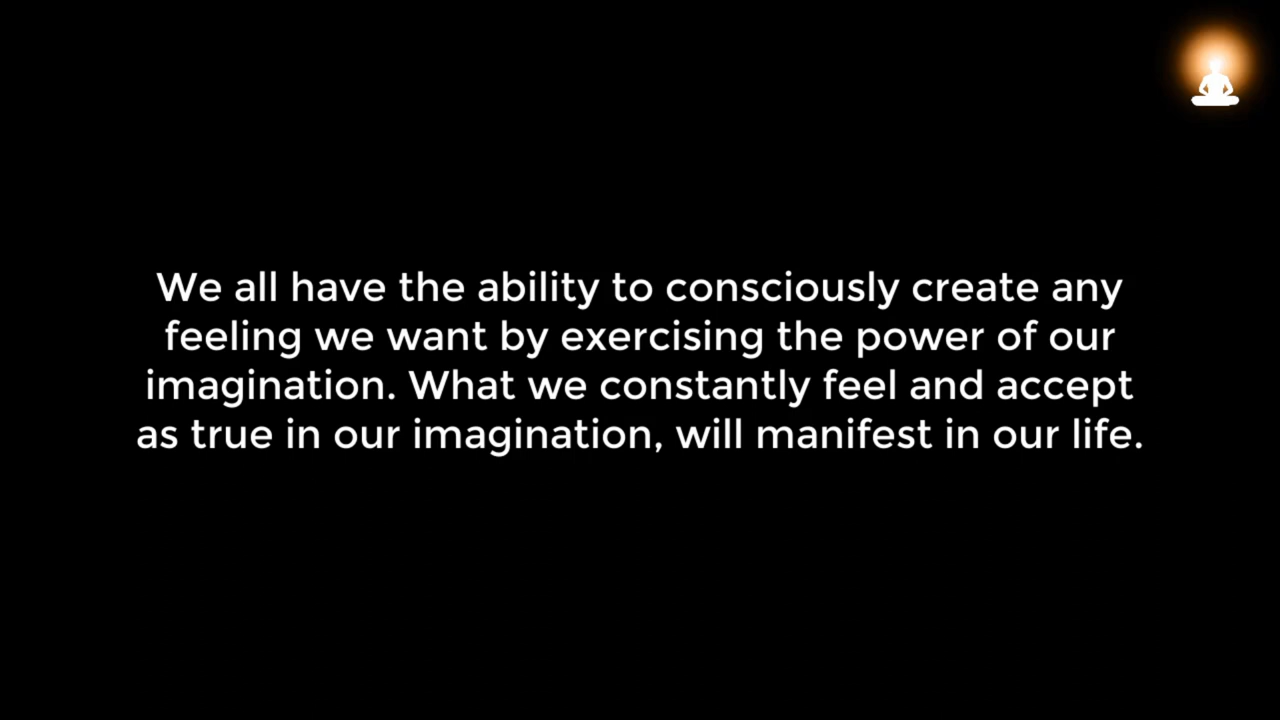 We all have the ability to consciously create any
feeling we want by exercising the power of our
imagination. What we constantly feel and accept
as true in our imagination, will manifest in our life.